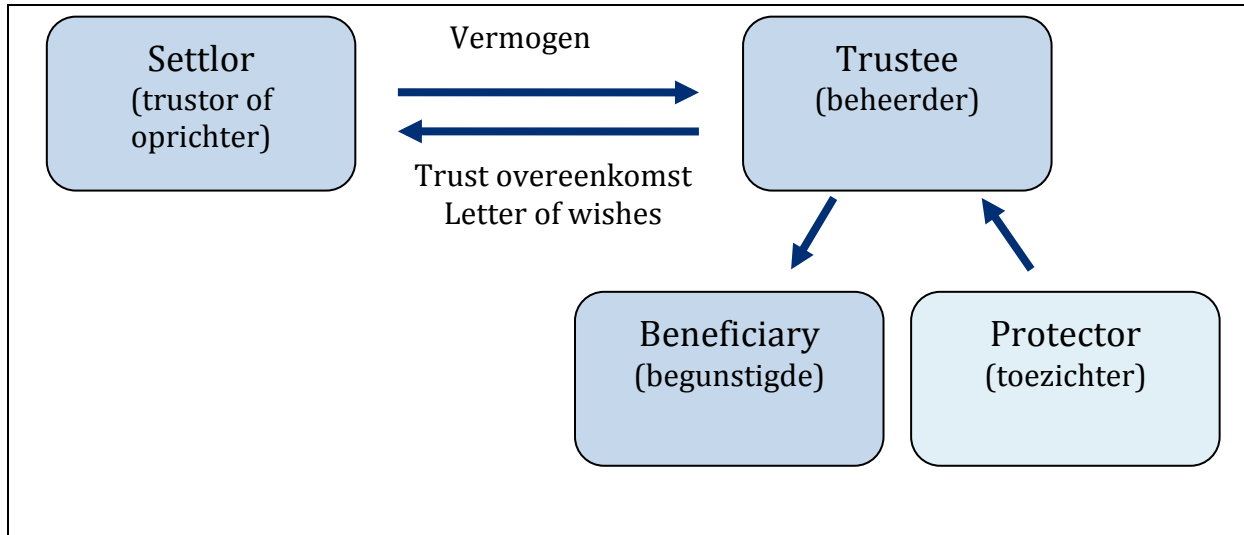 Settlor
(trustor of
oprichter)
Vermogen
Trust overeenkomst
Letter of wishes
Trustee
(beheerder)
Beneficiary
(begunstigde)
Protector
(toezichter)